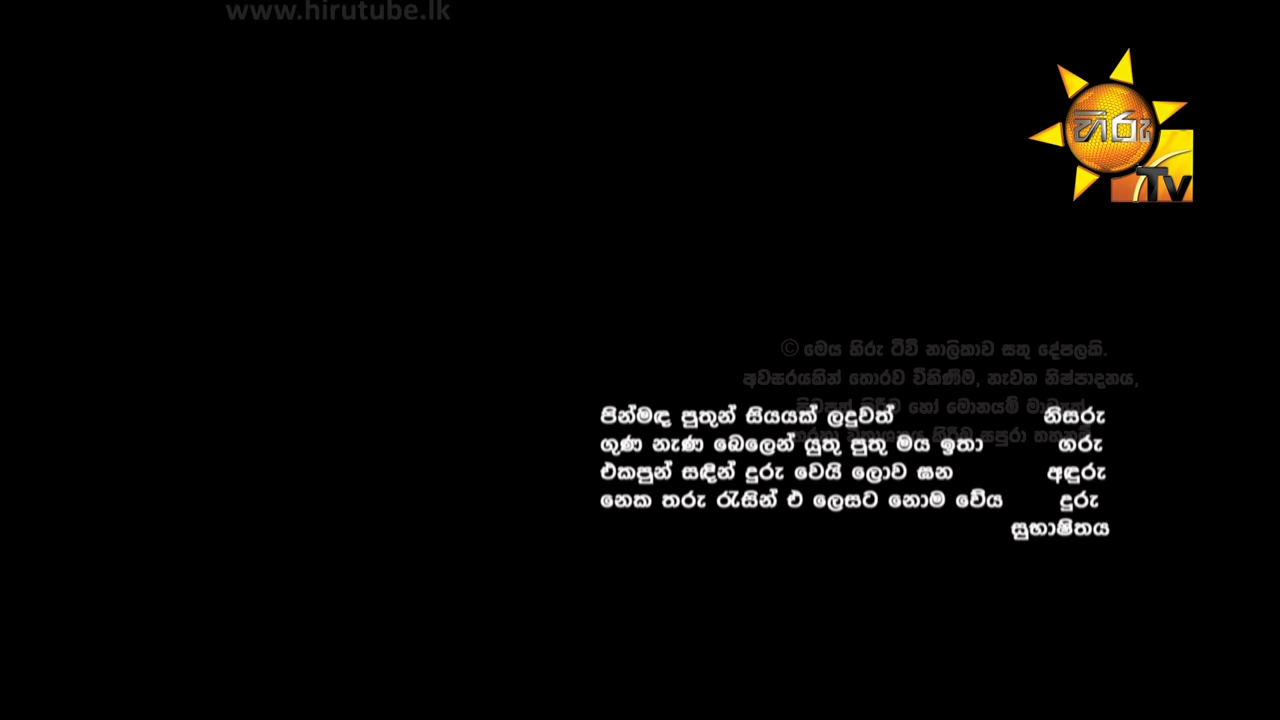 www.hirutube.lk
හිරු
TV
© මෙය හිරු ටීවී නාලිකාව සතු දේපලකි.
අවසරයකින් තොරව විකිණීම, නැවත නිෂ්පාදනය,
හෝ මොනයම්
පින්මඳ පුතුන් සියයක් ලදුවත් නිසරු
ගුණ නැණ බෙලෙන් යුතු පුතු මය ඉතා ගරු
එකපුන් සඳින් දුරු වෙයි ලොව ඝන අඳුරු
නෙක තරු රැසින් එ ලෙසට නොම වේය දුරු
සුභාෂිතය